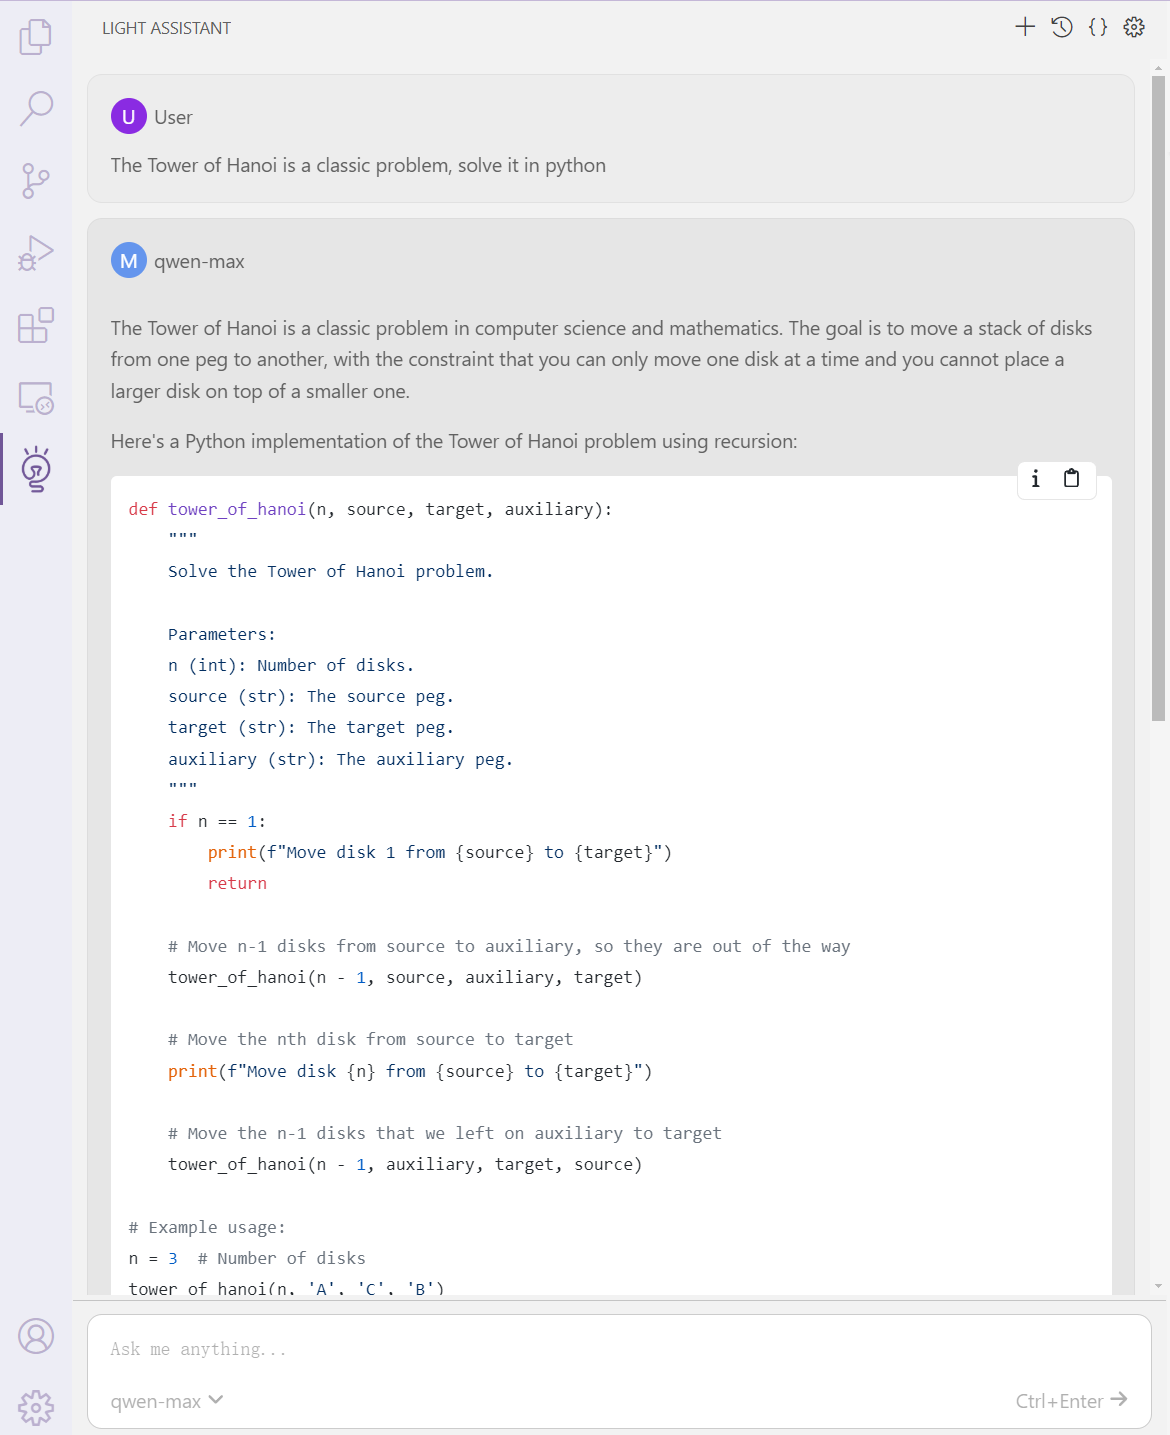 LIGHT ASSISTANT
U User
The Tower of Hanoi is a classic problem, solve it in python
M qwen-max
The Tower of Hanoi is a classic problem in computer science and mathematics. The goal is to move a stack of disks
from one peg to another, with the constraint that you can only move one disk at a time and you cannot place a
larger disk on top of a smaller one.
Here's a Python implementation of the Tower of Hanoi problem using recursion:
def tower_of_hanoi(n, source, target, auxiliary):
    """
    Solve the Tower of Hanoi problem.

    Parameters:
    n (int): Number of disks.
    source (str): The source peg.
    target (str): The target peg.
    auxiliary (str): The auxiliary peg.
    """
    if n == 1:
        print(f"Move disk 1 from {source} to {target}")
        return

    # Move n-1 disks from source to auxiliary, so they are out of the way
    tower_of_hanoi(n - 1, source, auxiliary, target)

    # Move the nth disk from source to target
    print(f"Move disk {n} from {source} to {target}")

    # Move the n-1 disks that we left on auxiliary to target
    tower_of_hanoi(n - 1, auxiliary, target, source)

# Example usage:
n = 3  # Number of disks
tower_of_hanoi(n, 'A', 'C', 'B')
Ask me anything...
qwen-max
Ctrl+Enter